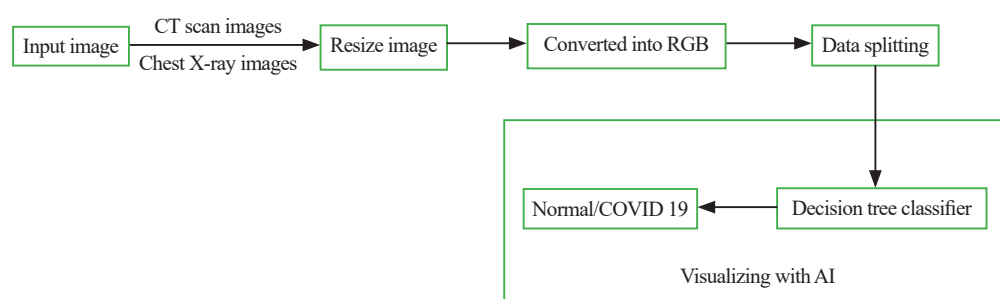 CT scan images
Input image
Resize image
Converted into RGB
Data splitting
Chest X-ray images
Normal/COVID 19
Decision tree classifier
Visualizing with AI